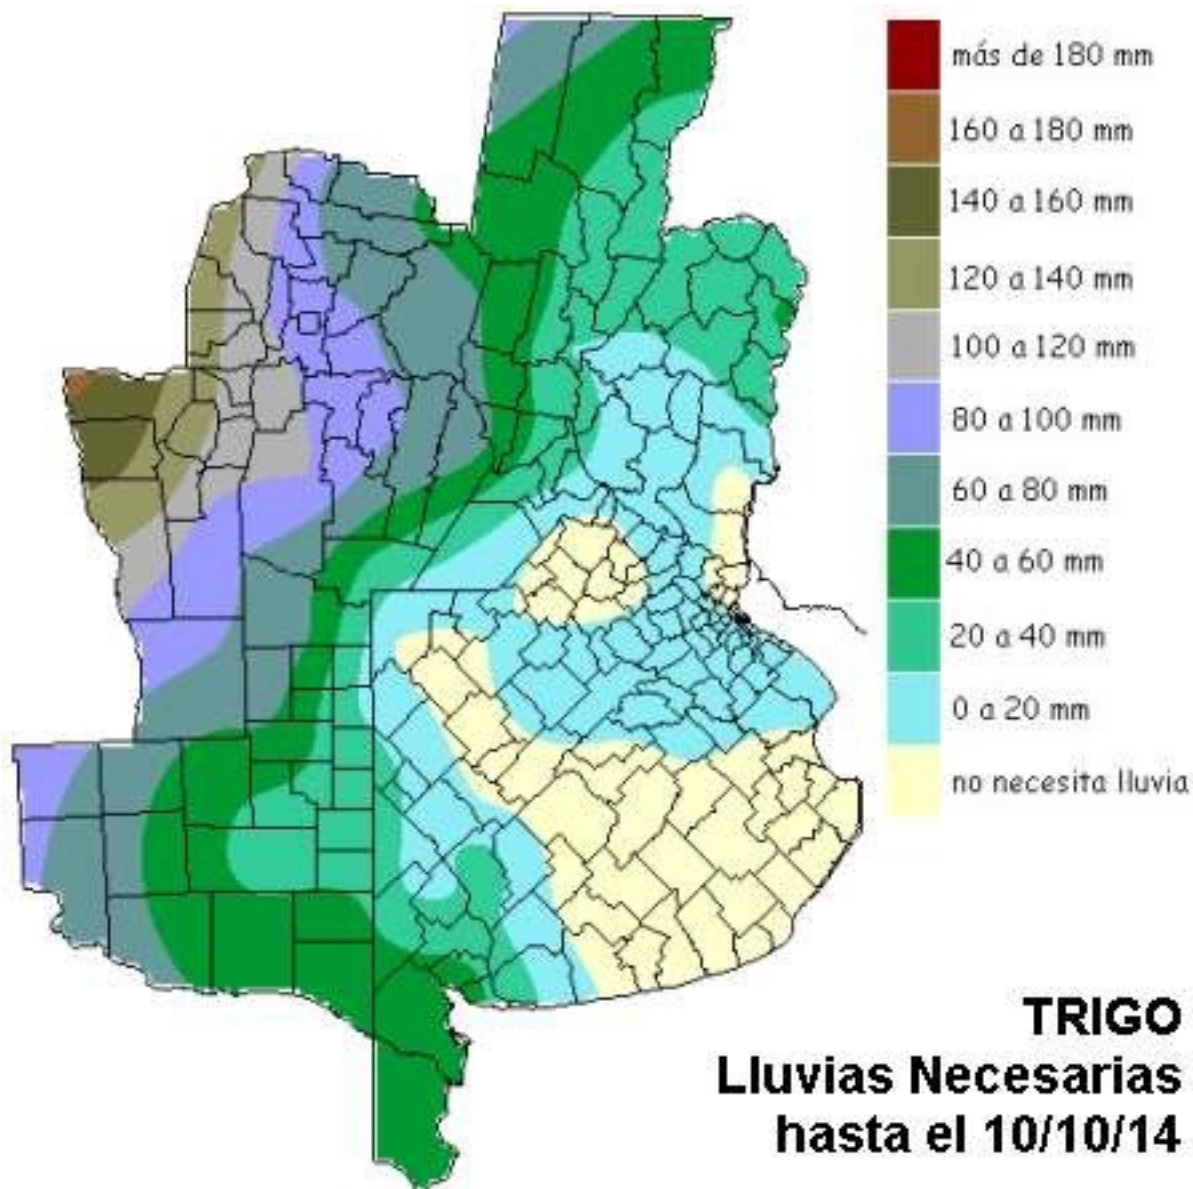 más de 180 mm
160 a 180 mm
140 a 160 mm
120 a 140 mm
100 a 120 mm
80 a 100 mm
60 a 80 mm
40 a 60 mm
20 a 40 mm
0 a 20 mm
no necesita lluvia
TRIGO
Lluvias Necesarias
hasta el 10/10/14